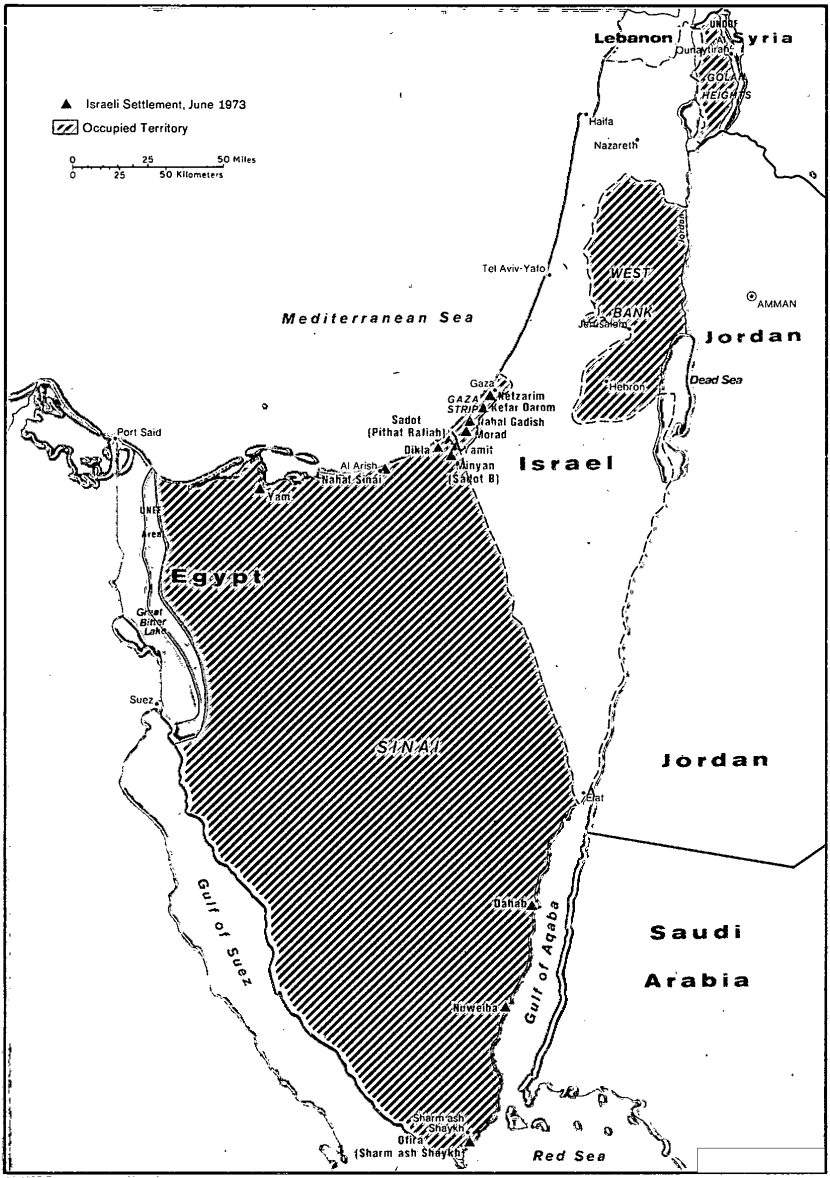 UNDOF
Lebanon
Syria
Al
Qunaytirah
GOLAN
HEIGHTS
▲ Israeli Settlement, June 1973
Occupied Territory
0 25 50 Miles
0 25 50 Kilometers
Haifa
Nazareth
Jordan
Tel Aviv-Yafo
WEST
BANK
AMMAN
Mediterranean Sea
Jerusalem
Jordan
Dead Sea
Gaza
Hebron
GAZA
STRIP
Netzarim
Kefar Darom
Nahal Gadish
Morad
Sadot
(Pithat Rafiah)
Port Said
Dikla
Yamit
Israel
Al Arish
Nahal Sinai
Minyan
(Sadot B)
Yam
UNEF
Area
Egypt
Great
Bitter
Lake
Suez
SINAI
Jordan
Elat
Gulf of Suez
Dahab
Gulf of Aqaba
Saudi
Arabia
Nuweiba
Sharm ash
Shaykh
Ofira
(Sharm ash Shaykh)
Red Sea